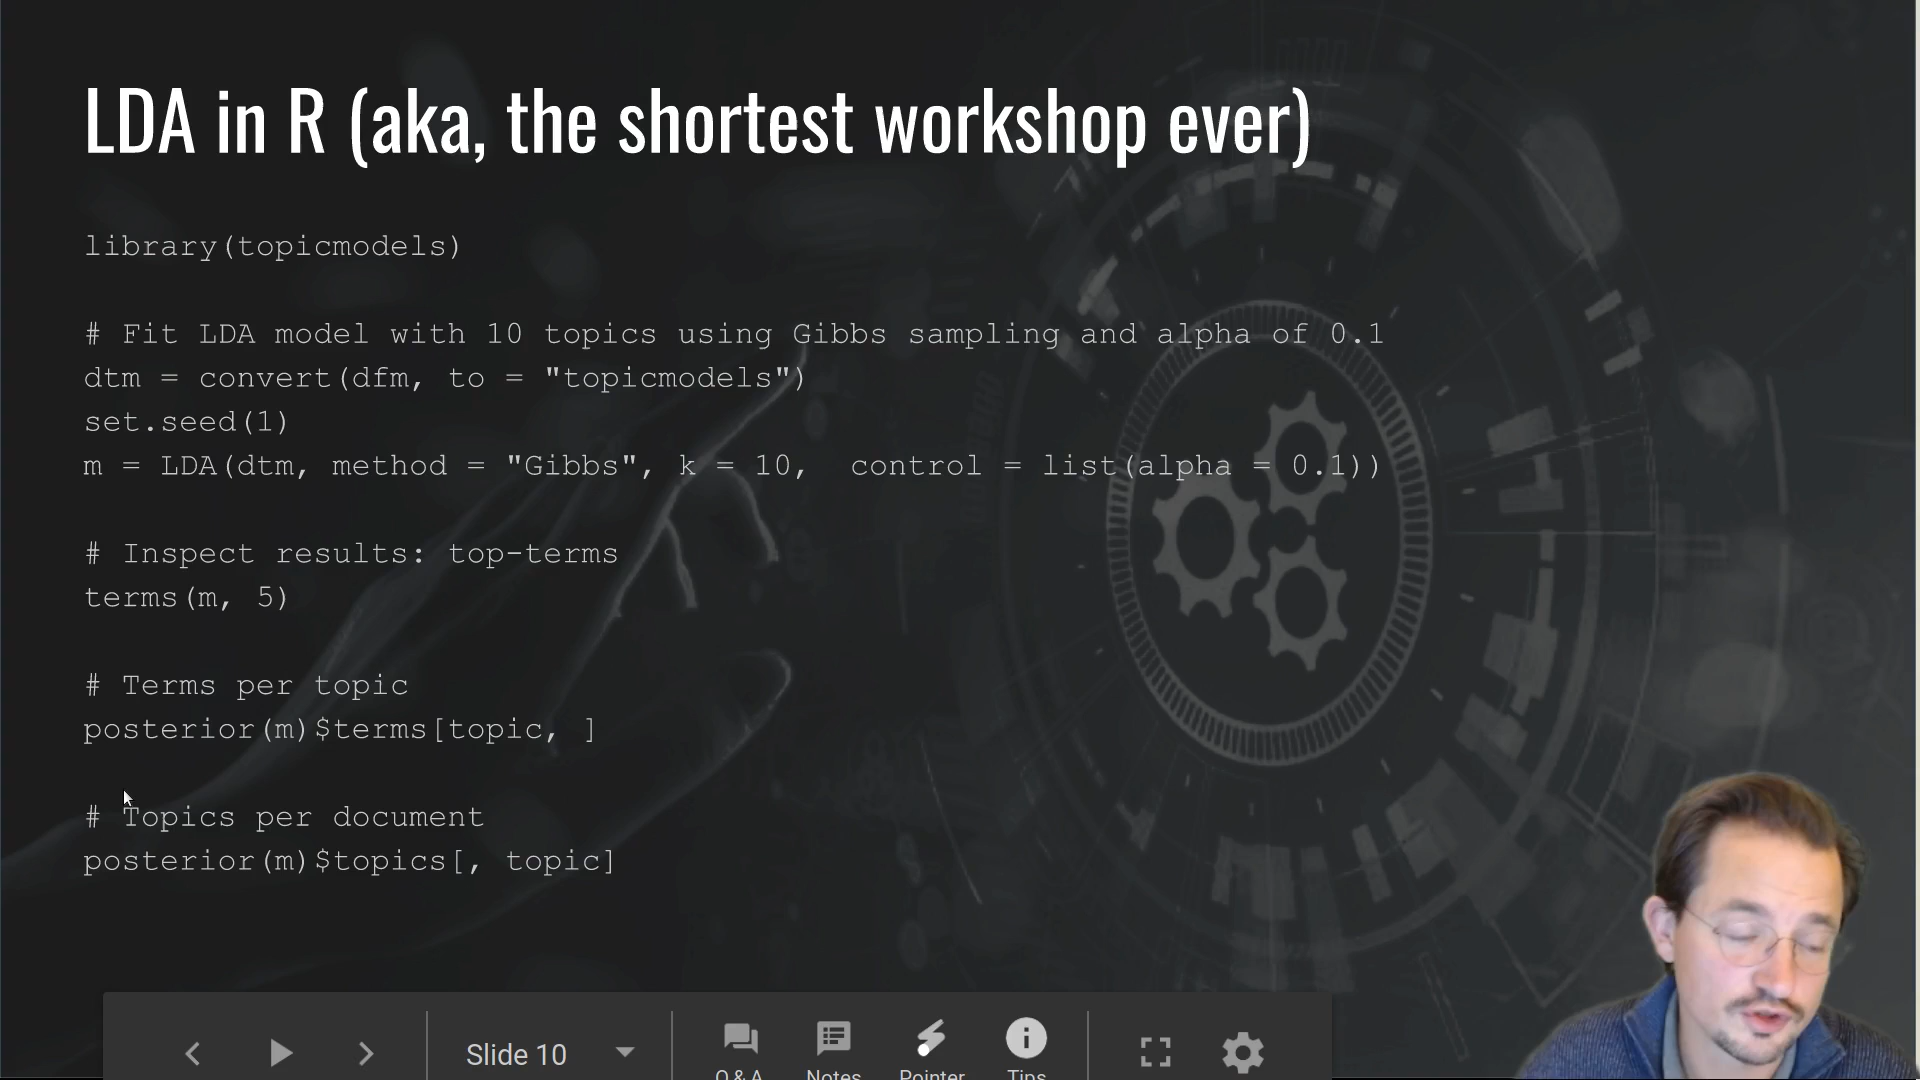 LDA in R (aka, the shortest workshop ever)
library(topicmodels)
# Fit LDA model with 10 topics using Gibbs sampling and alpha of 0.1
dtm = convert(dfm, to = "topicmodels")
set.seed(1)
m = LDA(dtm, method = "Gibbs", k = 10,  control = list(alpha = 0.1))
# Inspect results: top-terms
terms(m, 5)
# Terms per topic
posterior(m)$terms[topic, ]
# Topics per document
posterior(m)$topics[, topic]
Slide 10
Q & A Notes Pointer Tips